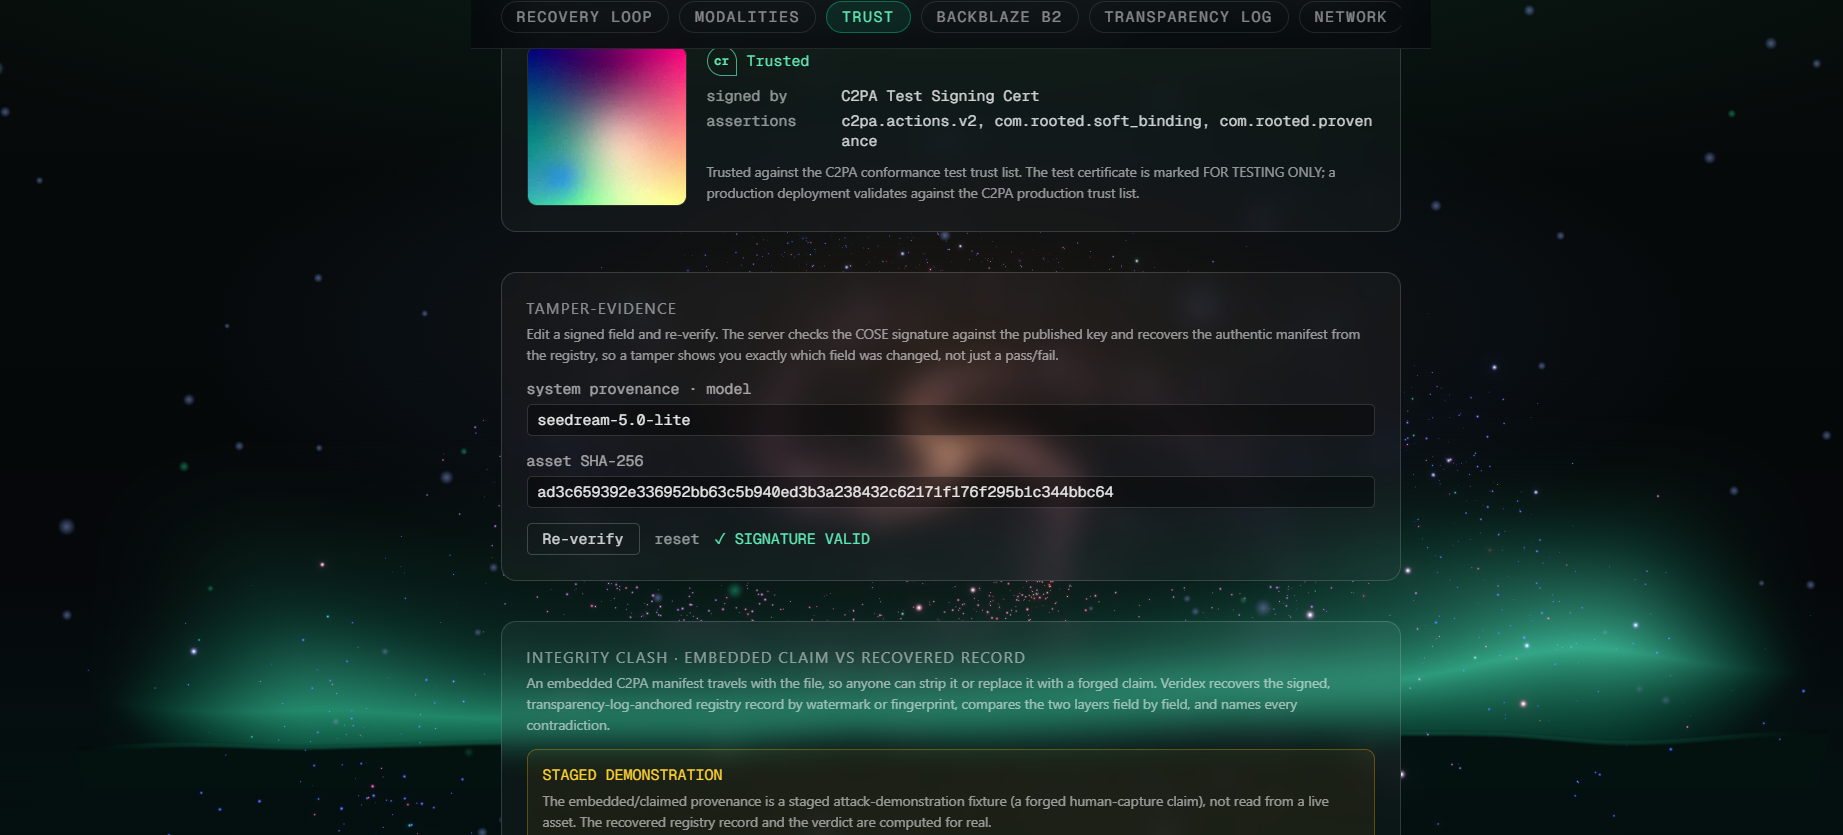 RECOVERY LOOP
MODALITIES
TRUST
BACKBLAZE B2
TRANSPARENCY LOG
NETWORK
cr Trusted
signed by C2PA Test Signing Cert
assertions c2pa.actions.v2, com.rooted.soft_binding, com.rooted.proven
ance
Trusted against the C2PA conformance test trust list. The test certificate is marked FOR TESTING ONLY; a
production deployment validates against the C2PA production trust list.
TAMPER-EVIDENCE
Edit a signed field and re-verify. The server checks the COSE signature against the published key and recovers the authentic manifest from
the registry, so a tamper shows you exactly which field was changed, not just a pass/fail.
system provenance · model
seedream-5.0-lite
asset SHA-256
ad3c659392e336952bb63c5b940ed3b3a238432c62171f176f295b1c344bbc64
Re-verify reset ✓ SIGNATURE VALID
INTEGRITY CLASH · EMBEDDED CLAIM VS RECOVERED RECORD
An embedded C2PA manifest travels with the file, so anyone can strip it or replace it with a forged claim. Veridex recovers the signed,
transparency-log-anchored registry record by watermark or fingerprint, compares the two layers field by field, and names every
contradiction.
STAGED DEMONSTRATION
The embedded/claimed provenance is a staged attack-demonstration fixture (a forged human-capture claim), not read from a live
asset. The recovered registry record and the verdict are computed for real.